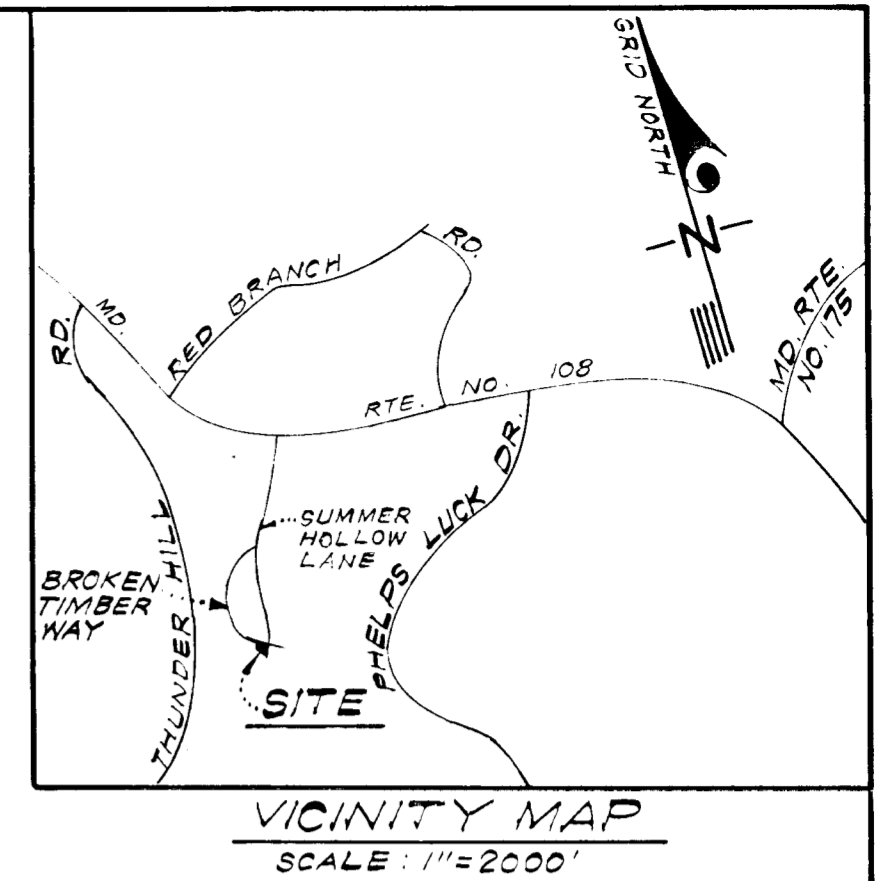 GRID NORTH
N
RD.
MD.
RED BRANCH
RD.
MD. RTE.
NO. 175
RTE. NO. 108
THUNDER HILL
SUMMER
HOLLOW
LANE
PHELPS LUCK DR.
BROKEN
TIMBER
WAY
SITE
VICINITY MAP
SCALE : 1"=2000'